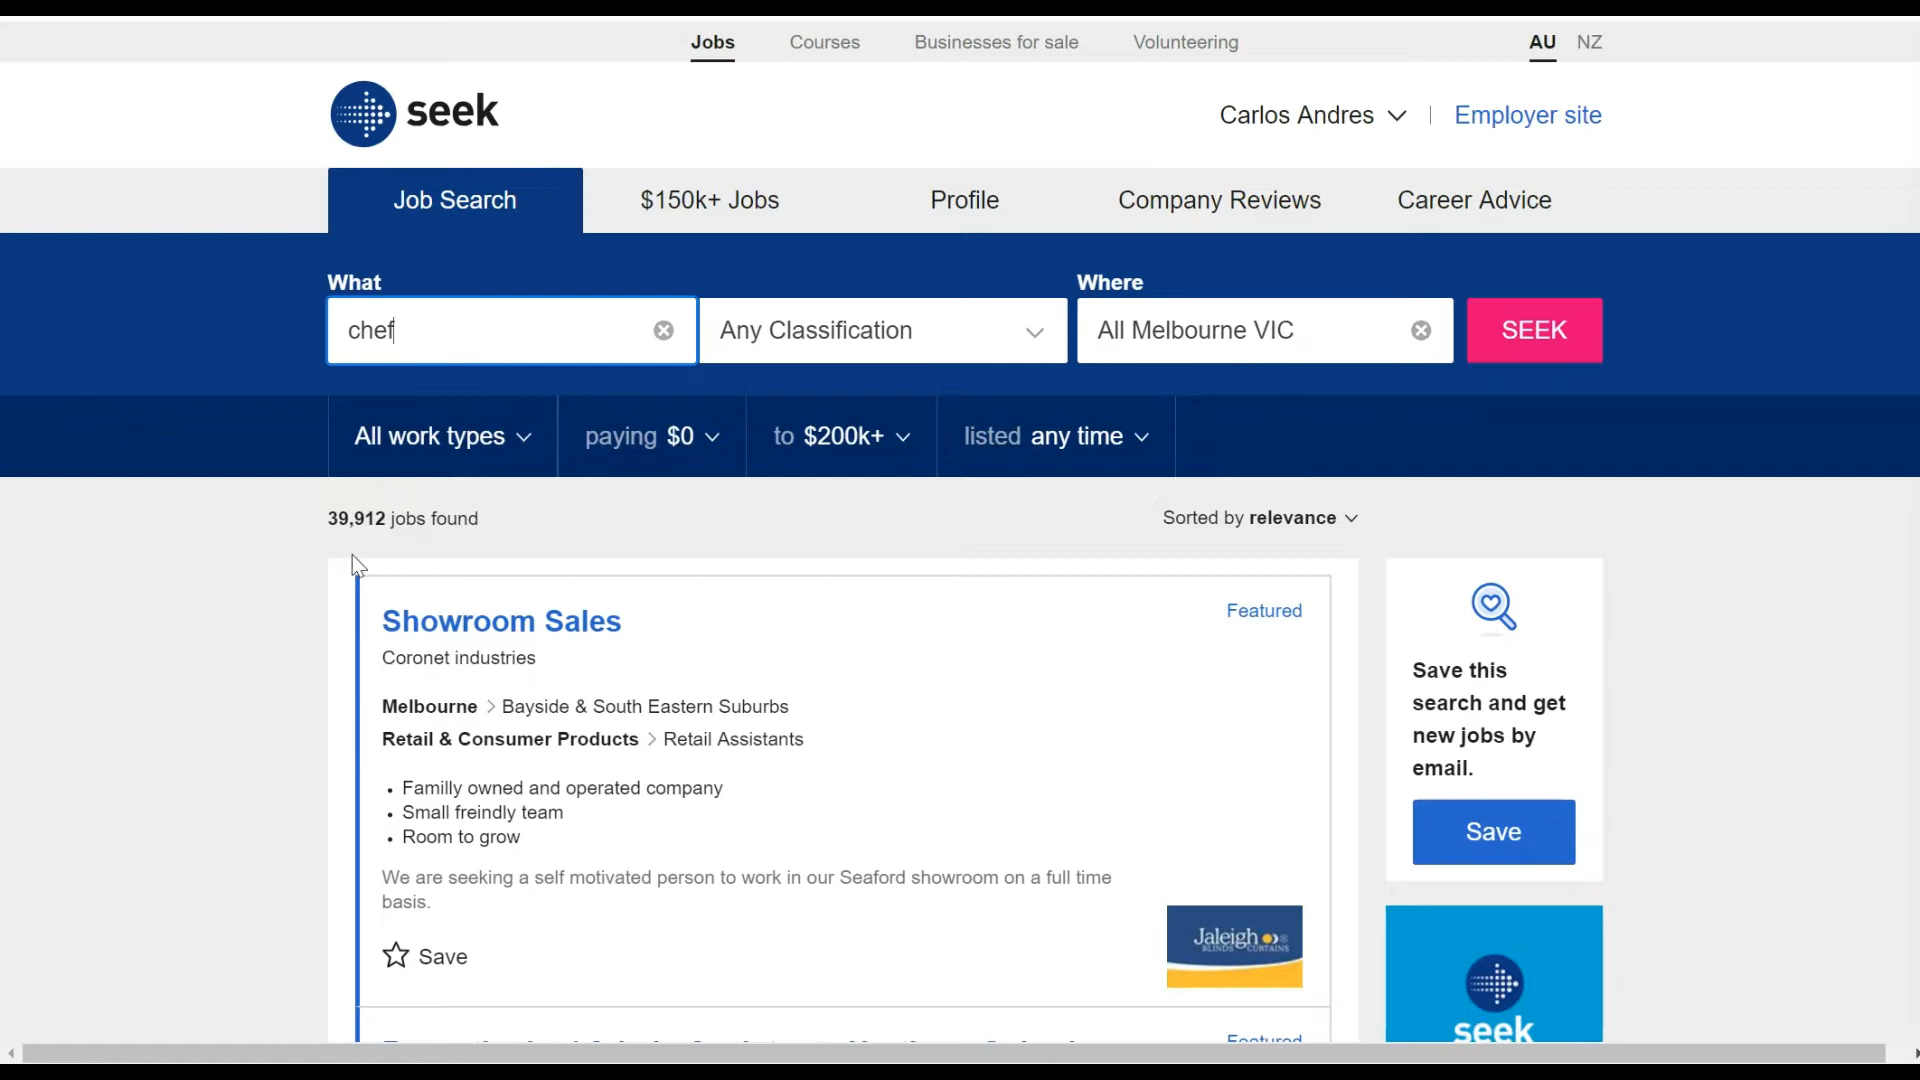 Jobs Courses Businesses for sale Volunteering AU NZ
seek
Carlos Andres Employer site
Job Search $150k+ Jobs Profile Company Reviews Career Advice
What Where
chef Any Classification All Melbourne VIC SEEK
All work types paying $0 to $200k+ listed any time
39,912 jobs found Sorted by relevance
Showroom Sales Featured
Coronet industries
Melbourne > Bayside & South Eastern Suburbs
Retail & Consumer Products > Retail Assistants
• Familly owned and operated company
• Small freindly team
• Room to grow
We are seeking a self motivated person to work in our Seaford showroom on a full time
basis.
Save
Jaleigh
BLINDS CURTAINS
Featured
Save this
search and get
new jobs by
email.
Save
seek